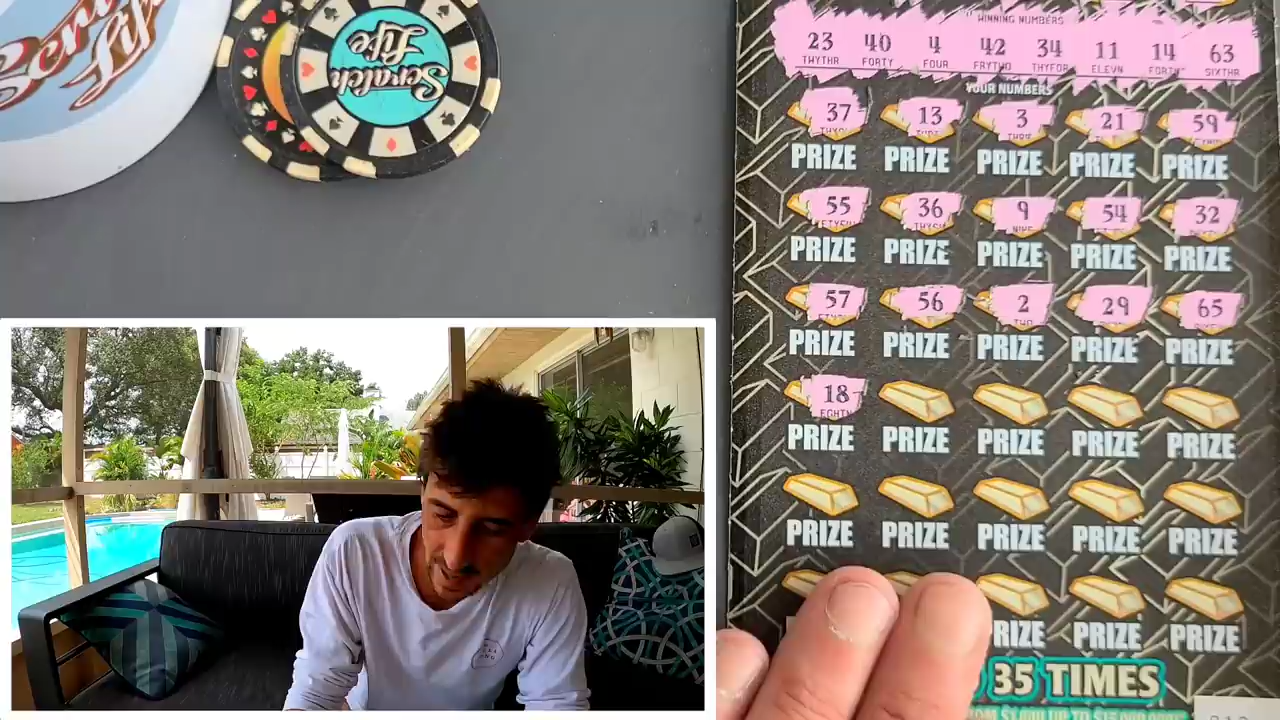 Scratch
Life
WINNING NUMBERS
23 40 4 42 34 11 14 63
THYTHR FORTY FOUR FRYTWO THYFOR ELEVN FORTN SIXTHR
YOUR NUMBERS
37 13 3 21 59
PRIZE PRIZE PRIZE PRIZE PRIZE
55 36 9 54 32
PRIZE PRIZE PRIZE PRIZE PRIZE
57 56 2 29 65
PRIZE PRIZE PRIZE PRIZE PRIZE
18
EGHTN
PRIZE PRIZE PRIZE PRIZE PRIZE
PRIZE PRIZE PRIZE PRIZE PRIZE
RIZE PRIZE PRIZE
35 TIMES